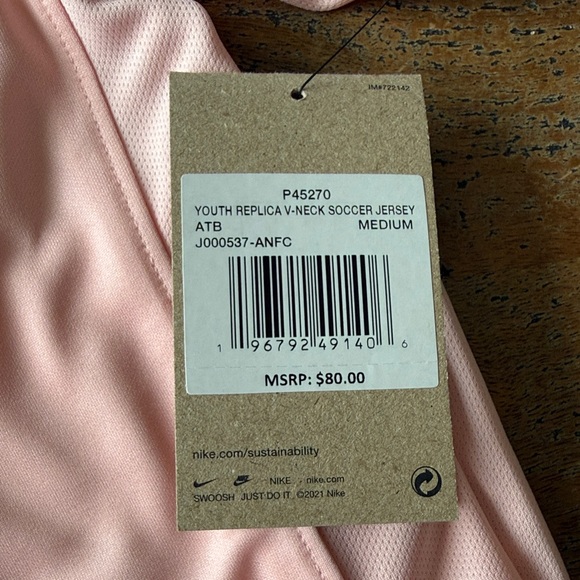 IM#722142
P45270
YOUTH REPLICA V-NECK SOCCER JERSEY
ATB MEDIUM
J000537-ANFC
1 96792 49140 6
MSRP: $80.00
nike.com/sustainability
NIKE . nike.com
SWOOSH JUST DO IT. ©2021 Nike